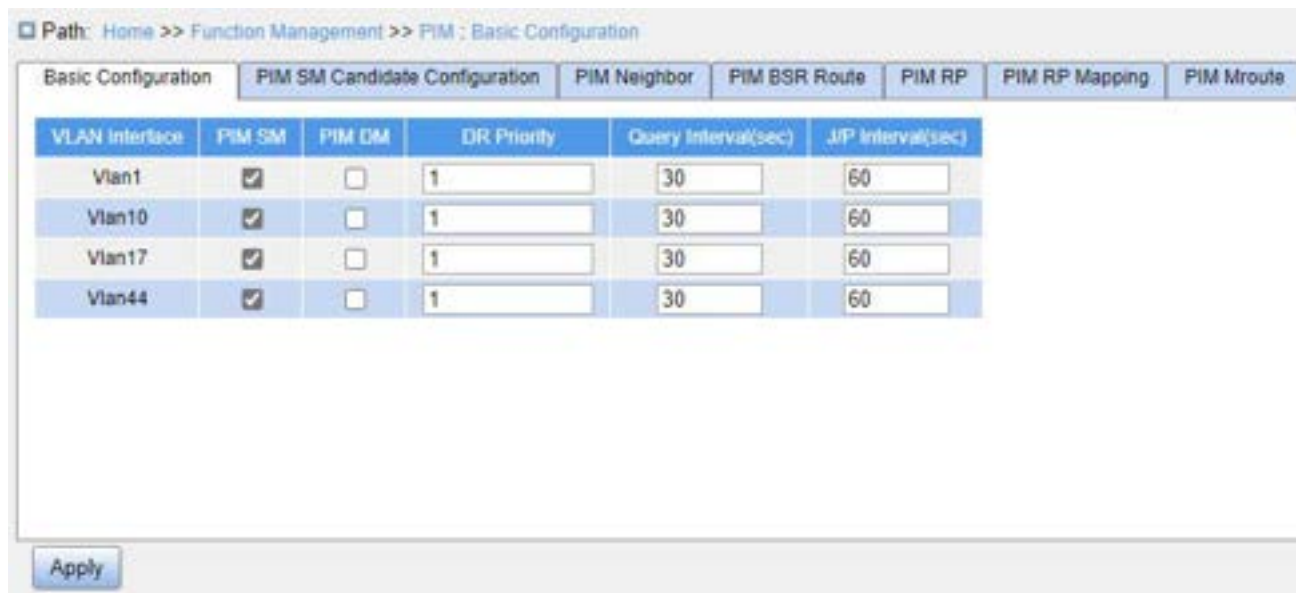 Path: Home >> Function Management >> PIM : Basic Configuration
Basic Configuration PIM SM Candidate Configuration PIM Neighbor PIM BSR Route PIM RP PIM RP Mapping PIM Mroute
VLAN Interface PIM SM PIM DM DR Priority Query Interval(sec) J/P Interval(sec)
Vlan1 1 30 60
Vlan10 1 30 60
Vlan17 1 30 60
Vlan44 1 30 60
Apply